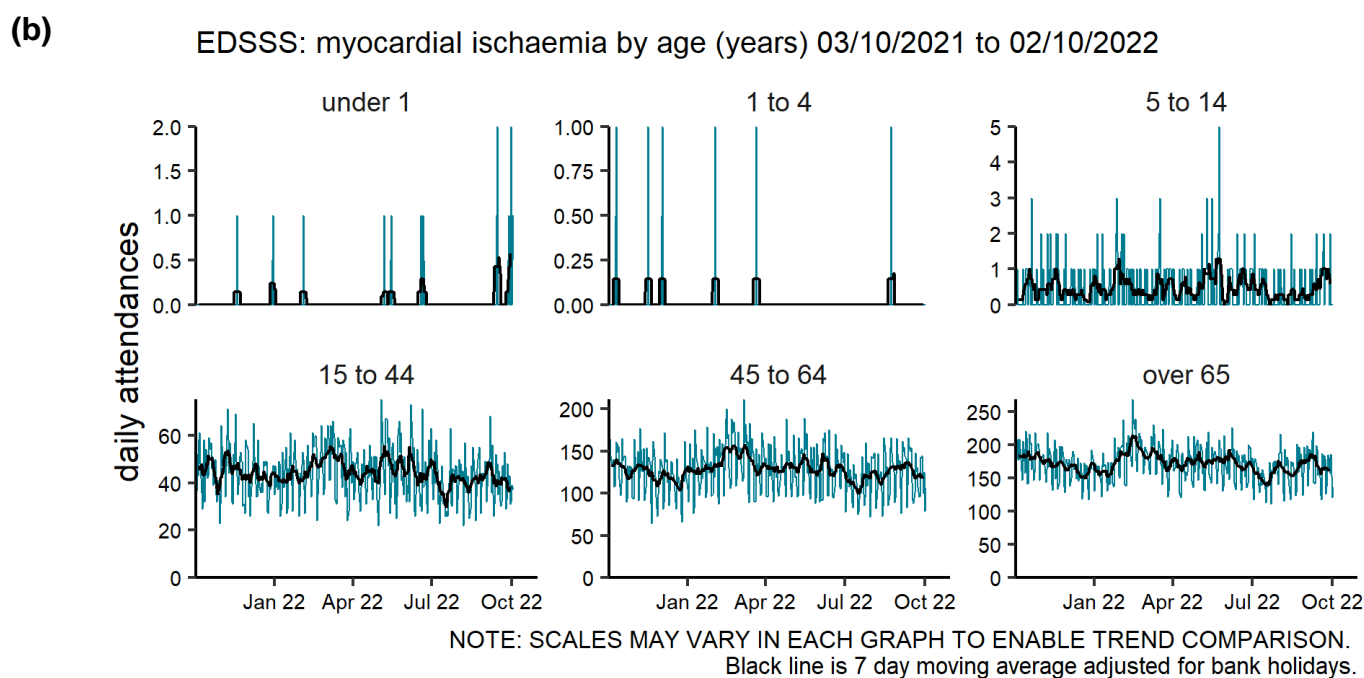 (b)
EDSSS: myocardial ischaemia by age (years) 03/10/2021 to 02/10/2022
daily attendances
under 1
2.0
1.5
1.0
0.5
0.0
1 to 4
1.00
0.75
0.50
0.25
0.00
5 to 14
5
4
3
2
1
0
15 to 44
60
40
20
0
Jan 22 Apr 22 Jul 22 Oct 22
45 to 64
200
150
100
50
0
Jan 22 Apr 22 Jul 22 Oct 22
over 65
250
200
150
100
50
0
Jan 22 Apr 22 Jul 22 Oct 22
NOTE: SCALES MAY VARY IN EACH GRAPH TO ENABLE TREND COMPARISON.
Black line is 7 day moving average adjusted for bank holidays.